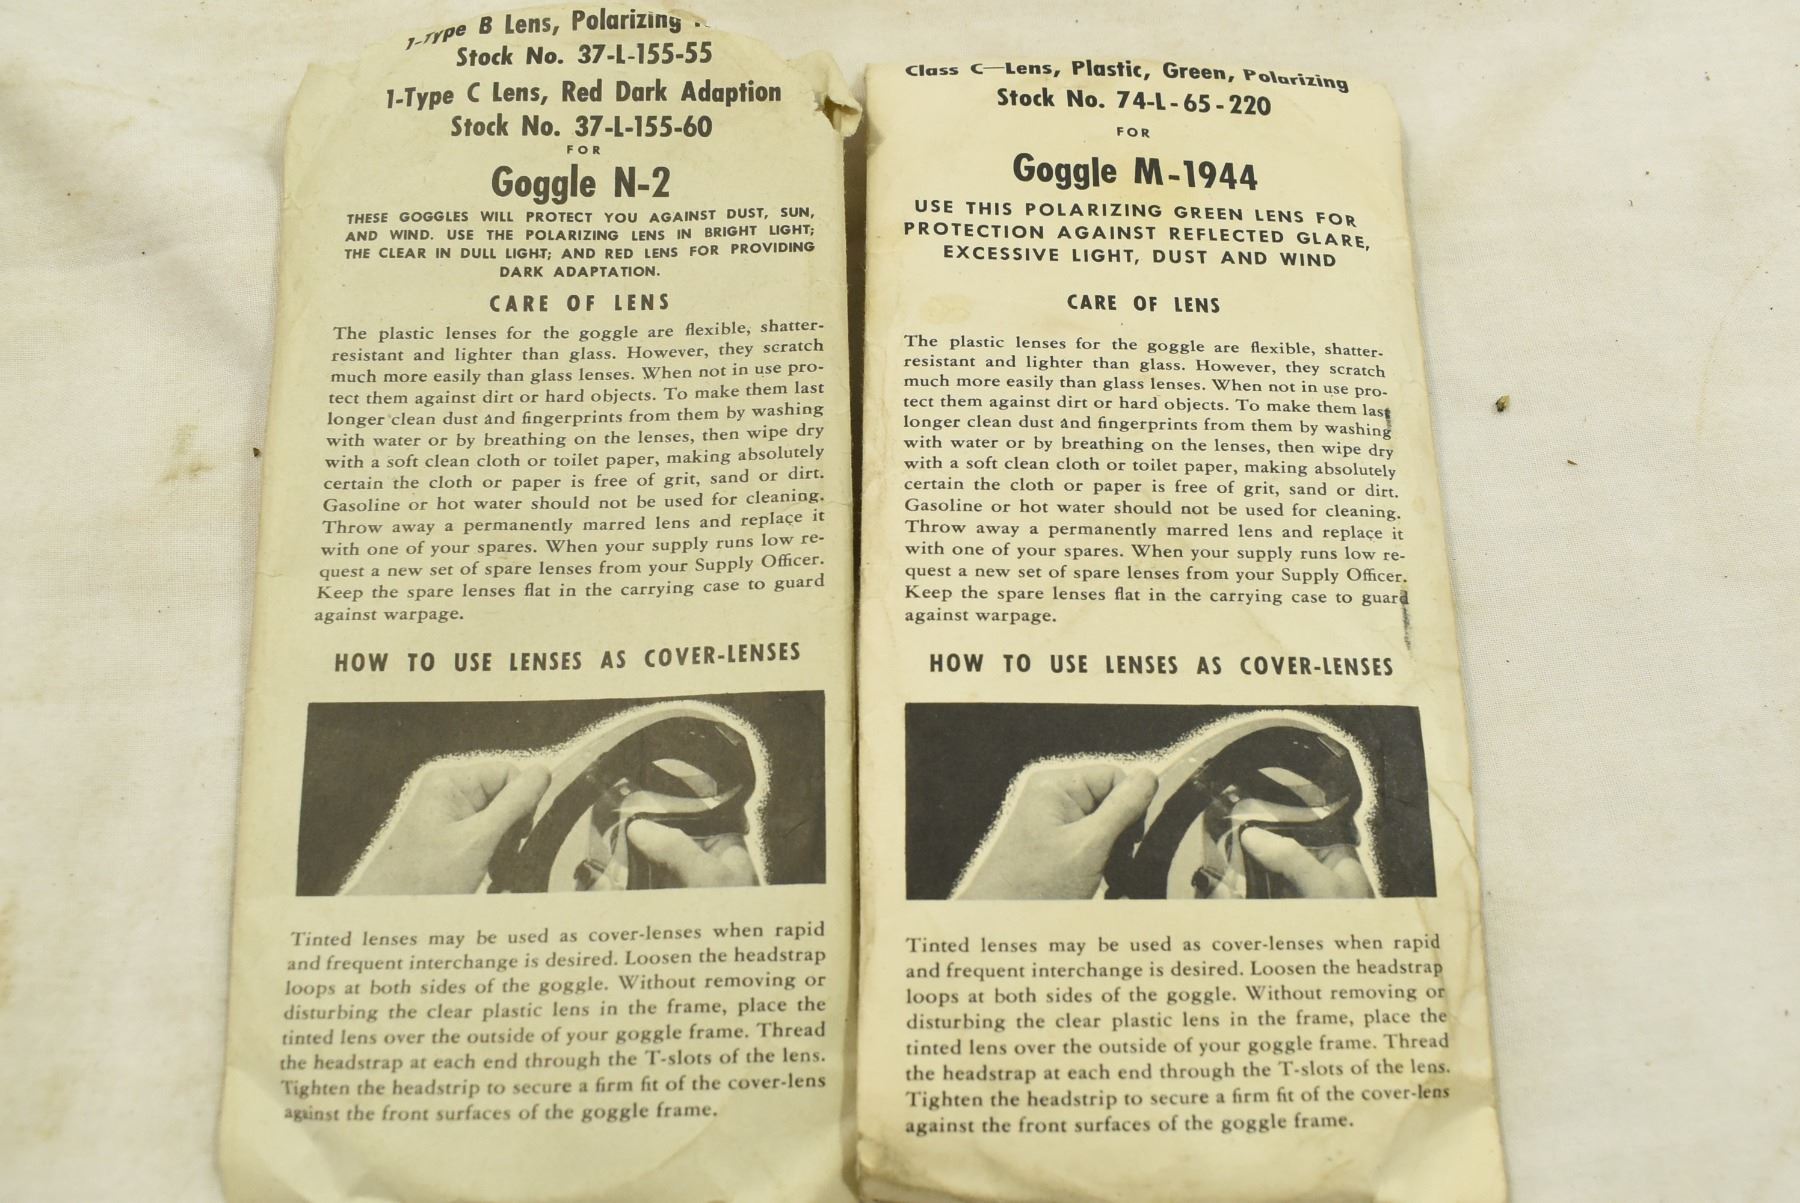 1-Type B Lens, Polarizing
Stock No. 37-L-155-55
1-Type C Lens, Red Dark Adaption
Stock No. 37-L-155-60
FOR
Goggle N-2
THESE GOGGLES WILL PROTECT YOU AGAINST DUST, SUN,
AND WIND. USE THE POLARIZING LENS IN BRIGHT LIGHT;
THE CLEAR IN DULL LIGHT; AND RED LENS FOR PROVIDING
DARK ADAPTATION.
CARE OF LENS
The plastic lenses for the goggle are flexible, shatter-
resistant and lighter than glass. However, they scratch
much more easily than glass lenses. When not in use pro-
tect them against dirt or hard objects. To make them last
longer clean dust and fingerprints from them by washing
with water or by breathing on the lenses, then wipe dry
with a soft clean cloth or toilet paper, making absolutely
certain the cloth or paper is free of grit, sand or dirt.
Gasoline or hot water should not be used for cleaning.
Throw away a permanently marred lens and replace it
with one of your spares. When your supply runs low re-
quest a new set of spare lenses from your Supply Officer.
Keep the spare lenses flat in the carrying case to guard
against warpage.
HOW TO USE LENSES AS COVER-LENSES
Tinted lenses may be used as cover-lenses when rapid
and frequent interchange is desired. Loosen the headstrap
loops at both sides of the goggle. Without removing or
disturbing the clear plastic lens in the frame, place the
tinted lens over the outside of your goggle frame. Thread
the headstrap at each end through the T-slots of the lens.
Tighten the headstrip to secure a firm fit of the cover-lens
against the front surfaces of the goggle frame.
Class C—Lens, Plastic, Green, Polarizing
Stock No. 74-L-65-220
FOR
Goggle M-1944
USE THIS POLARIZING GREEN LENS FOR
PROTECTION AGAINST REFLECTED GLARE,
EXCESSIVE LIGHT, DUST AND WIND
CARE OF LENS
The plastic lenses for the goggle are flexible, shatter-
resistant and lighter than glass. However, they scratch
much more easily than glass lenses. When not in use pro-
tect them against dirt or hard objects. To make them last
longer clean dust and fingerprints from them by washing
with water or by breathing on the lenses, then wipe dry
with a soft clean cloth or toilet paper, making absolutely
certain the cloth or paper is free of grit, sand or dirt.
Gasoline or hot water should not be used for cleaning.
Throw away a permanently marred lens and replace it
with one of your spares. When your supply runs low re-
quest a new set of spare lenses from your Supply Officer.
Keep the spare lenses flat in the carrying case to guard
against warpage.
HOW TO USE LENSES AS COVER-LENSES
Tinted lenses may be used as cover-lenses when rapid
and frequent interchange is desired. Loosen the headstrap
loops at both sides of the goggle. Without removing or
disturbing the clear plastic lens in the frame, place the
tinted lens over the outside of your goggle frame. Thread
the headstrap at each end through the T-slots of the lens.
Tighten the headstrip to secure a firm fit of the cover-lens
against the front surfaces of the goggle frame.